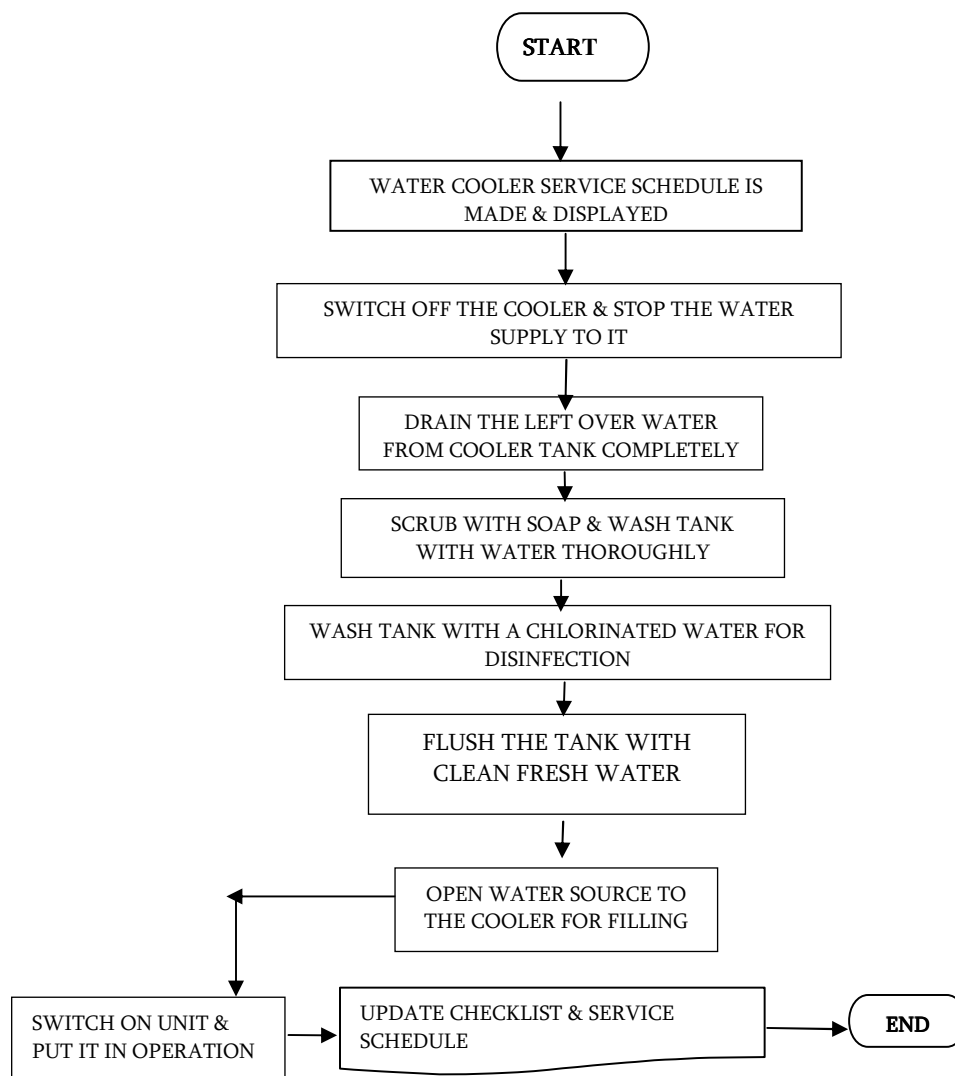 START
WATER COOLER SERVICE SCHEDULE IS
MADE & DISPLAYED
SWITCH OFF THE COOLER & STOP THE WATER
SUPPLY TO IT
DRAIN THE LEFT OVER WATER
FROM COOLER TANK COMPLETELY
SCRUB WITH SOAP & WASH TANK
WITH WATER THOROUGHLY
WASH TANK WITH A CHLORINATED WATER FOR
DISINFECTION
FLUSH THE TANK WITH
CLEAN FRESH WATER
OPEN WATER SOURCE TO
THE COOLER FOR FILLING
SWITCH ON UNIT &
PUT IT IN OPERATION
UPDATE CHECKLIST & SERVICE
SCHEDULE
END